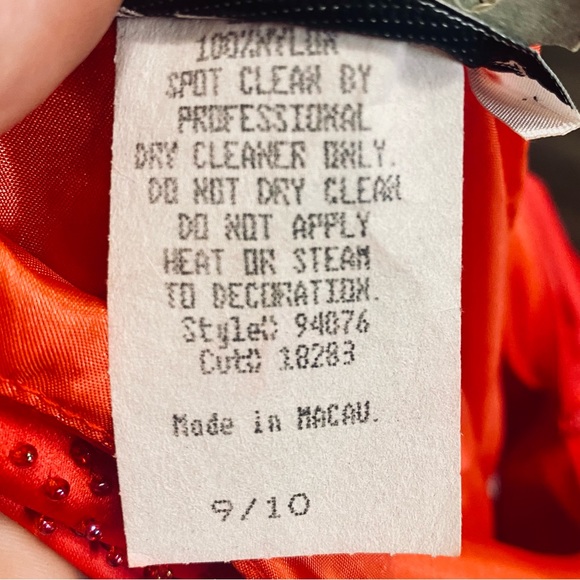 100%NYLON
SPOT CLEAN BY
PROFESSIONAL
DRY CLEANER ONLY.
DO NOT DRY CLEAN
DO NOT APPLY
HEAT OR STEAM
TO DECORATION.
Style# 94076
Cut# 18283
Made in MACAU.
9/10